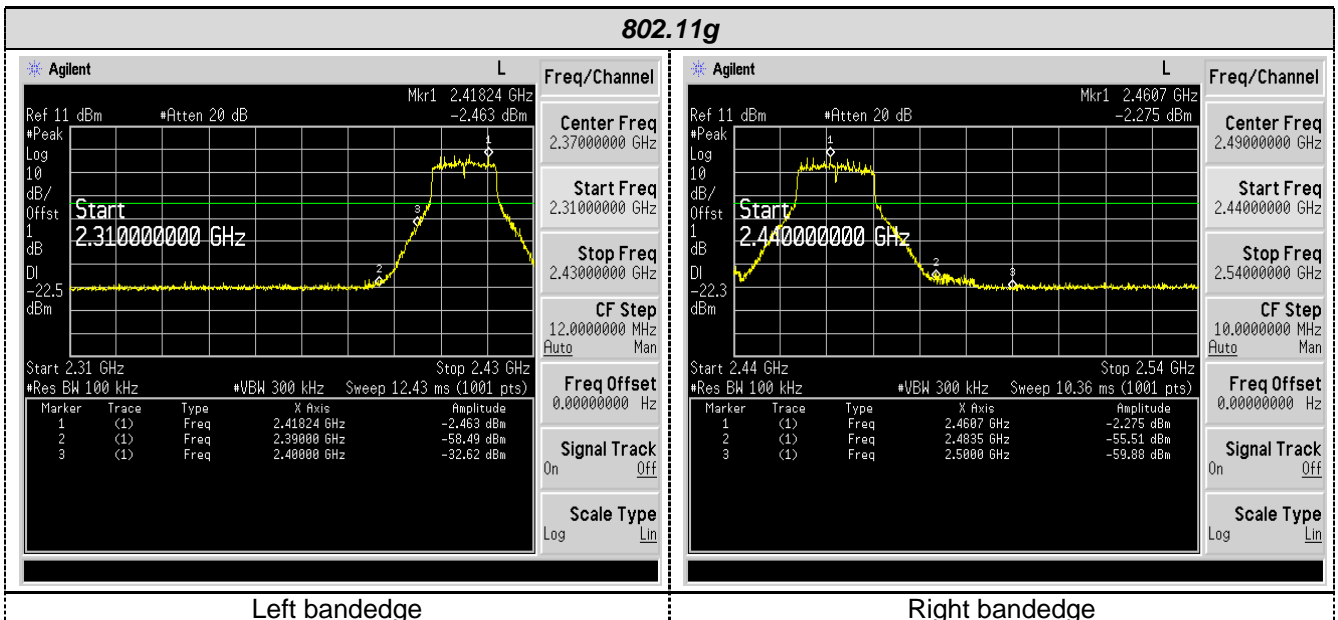 802.11g
Agilent L
Mkr1 2.41824 GHz
Ref 11 dBm #Atten 20 dB -2.463 dBm
#Peak
Log
10
dB/
Offst
1
dB
DI
-22.5
dBm
1
3
2
Start
2.310000000 GHz
Start 2.31 GHz Stop 2.43 GHz
#Res BW 100 kHz #VBW 300 kHz Sweep 12.43 ms (1001 pts)
Marker Trace Type X Axis Amplitude
1 (1) Freq 2.41824 GHz -2.463 dBm
2 (1) Freq 2.39000 GHz -58.49 dBm
3 (1) Freq 2.40000 GHz -32.62 dBm
Freq/Channel
Center Freq
2.37000000 GHz
Start Freq
2.31000000 GHz
Stop Freq
2.43000000 GHz
CF Step
12.0000000 MHz
Auto Man
Freq Offset
0.00000000 Hz
Signal Track
On Off
Scale Type
Log Lin
Left bandedge
Agilent L
Mkr1 2.4607 GHz
Ref 11 dBm #Atten 20 dB -2.275 dBm
#Peak
Log
10
dB/
Offst
1
dB
DI
-22.3
dBm
1
2
3
Start
2.440000000 GHz
Start 2.44 GHz Stop 2.54 GHz
#Res BW 100 kHz #VBW 300 kHz Sweep 10.36 ms (1001 pts)
Marker Trace Type X Axis Amplitude
1 (1) Freq 2.4607 GHz -2.275 dBm
2 (1) Freq 2.4835 GHz -55.51 dBm
3 (1) Freq 2.5000 GHz -59.88 dBm
Freq/Channel
Center Freq
2.49000000 GHz
Start Freq
2.44000000 GHz
Stop Freq
2.54000000 GHz
CF Step
10.0000000 MHz
Auto Man
Freq Offset
0.00000000 Hz
Signal Track
On Off
Scale Type
Log Lin
Right bandedge